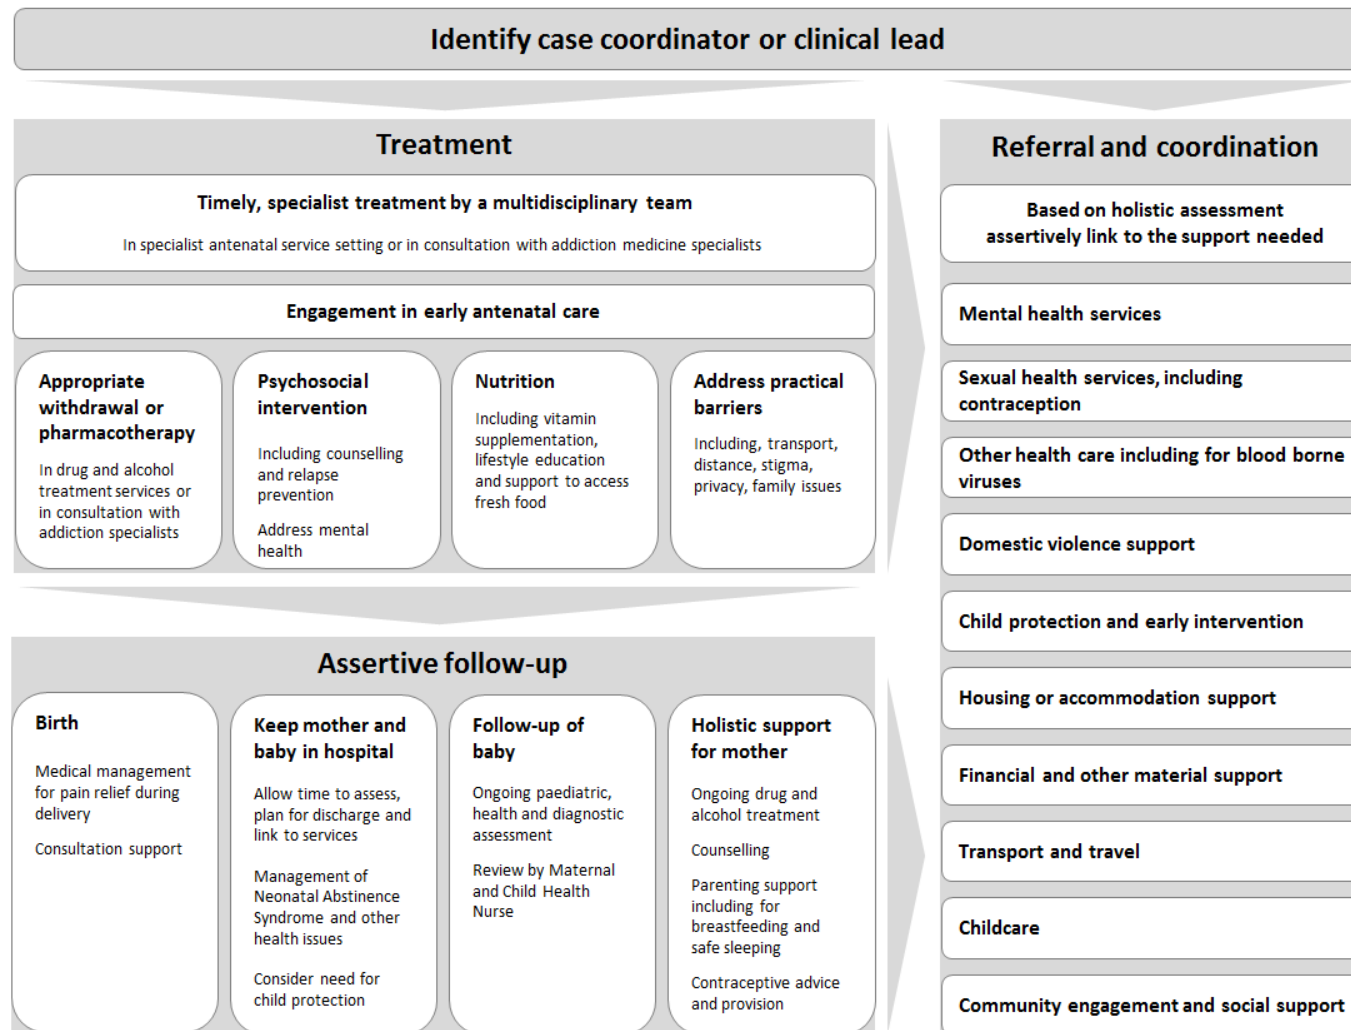 Identify case coordinator or clinical lead
Treatment
Timely, specialist treatment by a multidisciplinary team
In specialist antenatal service setting or in consultation with addiction medicine specialists
Engagement in early antenatal care
Appropriate
withdrawal or
pharmacotherapy
In drug and alcohol
treatment services or
in consultation with
addiction specialists
Psychosocial
intervention
Including counselling
and relapse
prevention
Address mental
health
Nutrition
Including vitamin
supplementation,
lifestyle education
and support to access
fresh food
Address practical
barriers
Including, transport,
distance, stigma,
privacy, family issues
Assertive follow-up
Birth
Medical management
for pain relief during
delivery
Consultation support
Keep mother and
baby in hospital
Allow time to assess,
plan for discharge and
link to services
Management of
Neonatal Abstinence
Syndrome and other
health issues
Consider need for
child protection
Follow-up of
baby
Ongoing paediatric,
health and diagnostic
assessment
Review by Maternal
and Child Health
Nurse
Holistic support
for mother
Ongoing drug and
alcohol treatment
Counselling
Parenting support
including for
breastfeeding and
safe sleeping
Contraceptive advice
and provision
Referral and coordination
Based on holistic assessment
assertively link to the support needed
Mental health services
Sexual health services, including
contraception
Other health care including for blood borne
viruses
Domestic violence support
Child protection and early intervention
Housing or accommodation support
Financial and other material support
Transport and travel
Childcare
Community engagement and social support